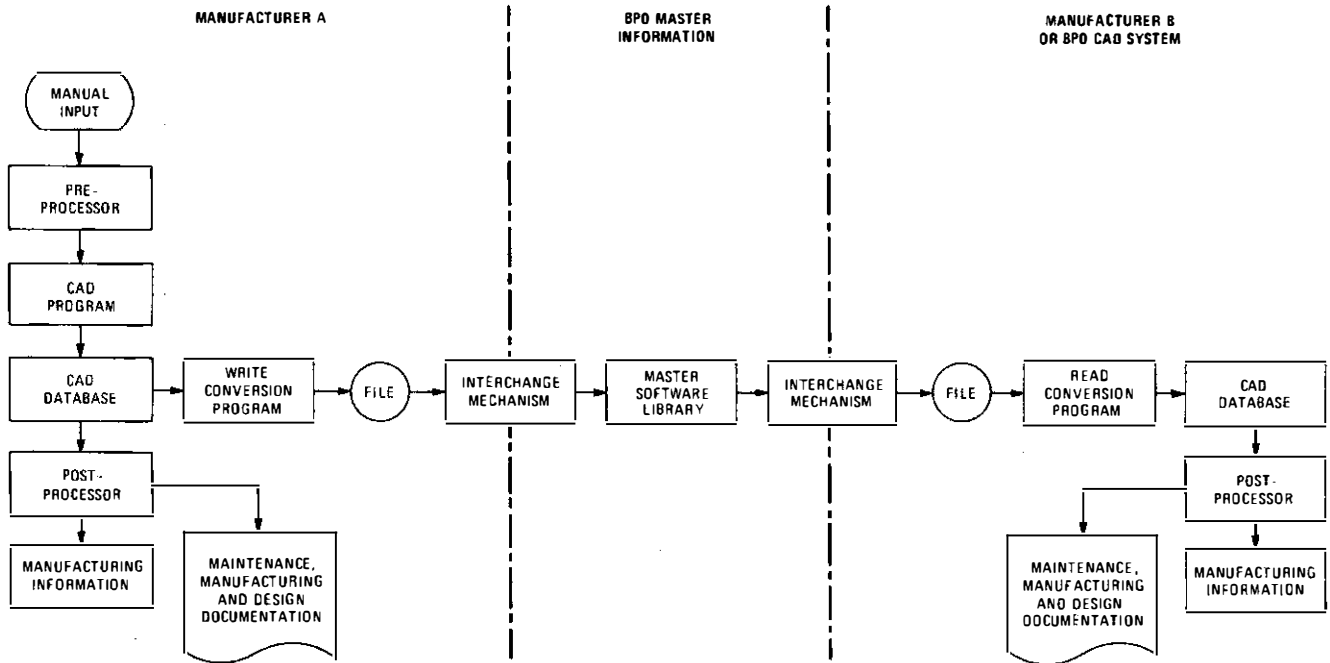 MANUFACTURER A
BPO MASTER
INFORMATION
MANUFACTURER B
OR BPO CAD SYSTEM
MANUAL
INPUT
PRE-
PROCESSOR
CAD
PROGRAM
CAD
DATABASE
WRITE
CONVERSION
PROGRAM
FILE
INTERCHANGE
MECHANISM
MASTER
SOFTWARE
LIBRARY
INTERCHANGE
MECHANISM
FILE
READ
CONVERSION
PROGRAM
CAD
DATABASE
POST-
PROCESSOR
MANUFACTURING
INFORMATION
MAINTENANCE,
MANUFACTURING
AND DESIGN
DOCUMENTATION
POST-
PROCESSOR
MAINTENANCE,
MANUFACTURING
AND DESIGN
DOCUMENTATION
MANUFACTURING
INFORMATION